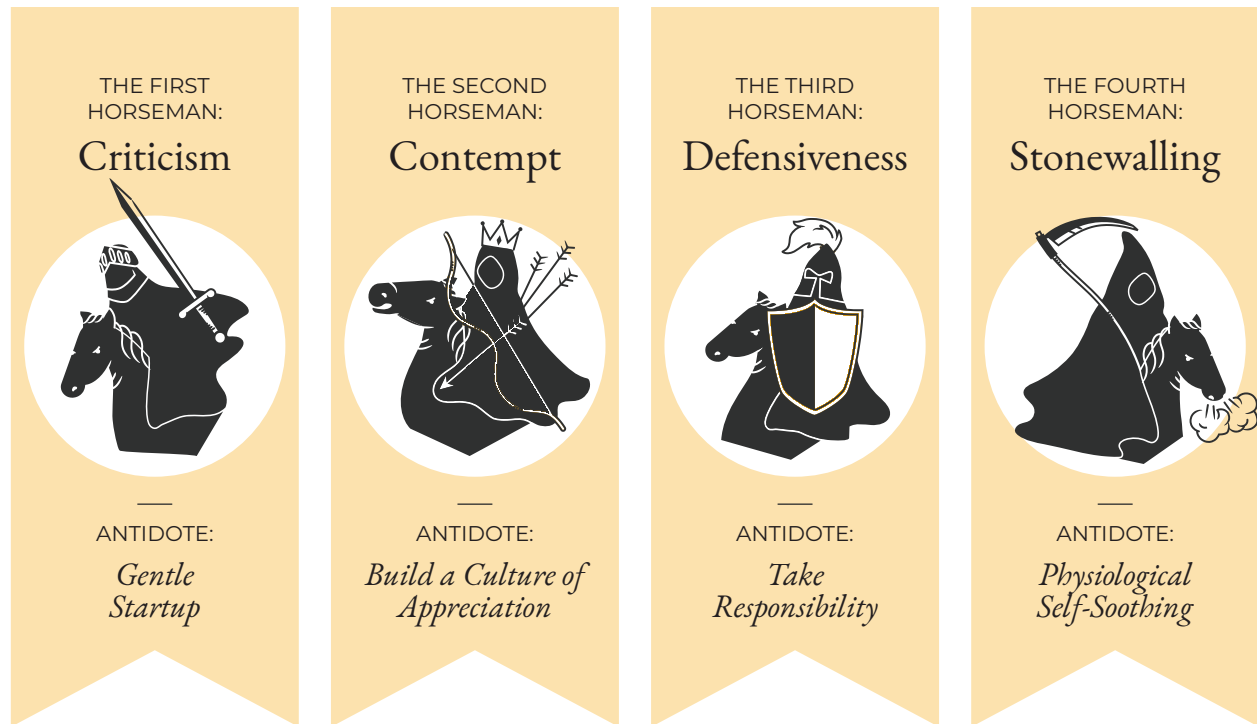 THE FIRST
HORSEMAN:
Criticism
ANTIDOTE:
Gentle
Startup
THE SECOND
HORSEMAN:
Contempt
ANTIDOTE:
Build a Culture of
Appreciation
THE THIRD
HORSEMAN:
Defensiveness
ANTIDOTE:
Take
Responsibility
THE FOURTH
HORSEMAN:
Stonewalling
ANTIDOTE:
Physiological
Self-Soothing